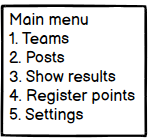 Main menu
1. Teams
2. Posts
3. Show results
4. Register points
5. Settings